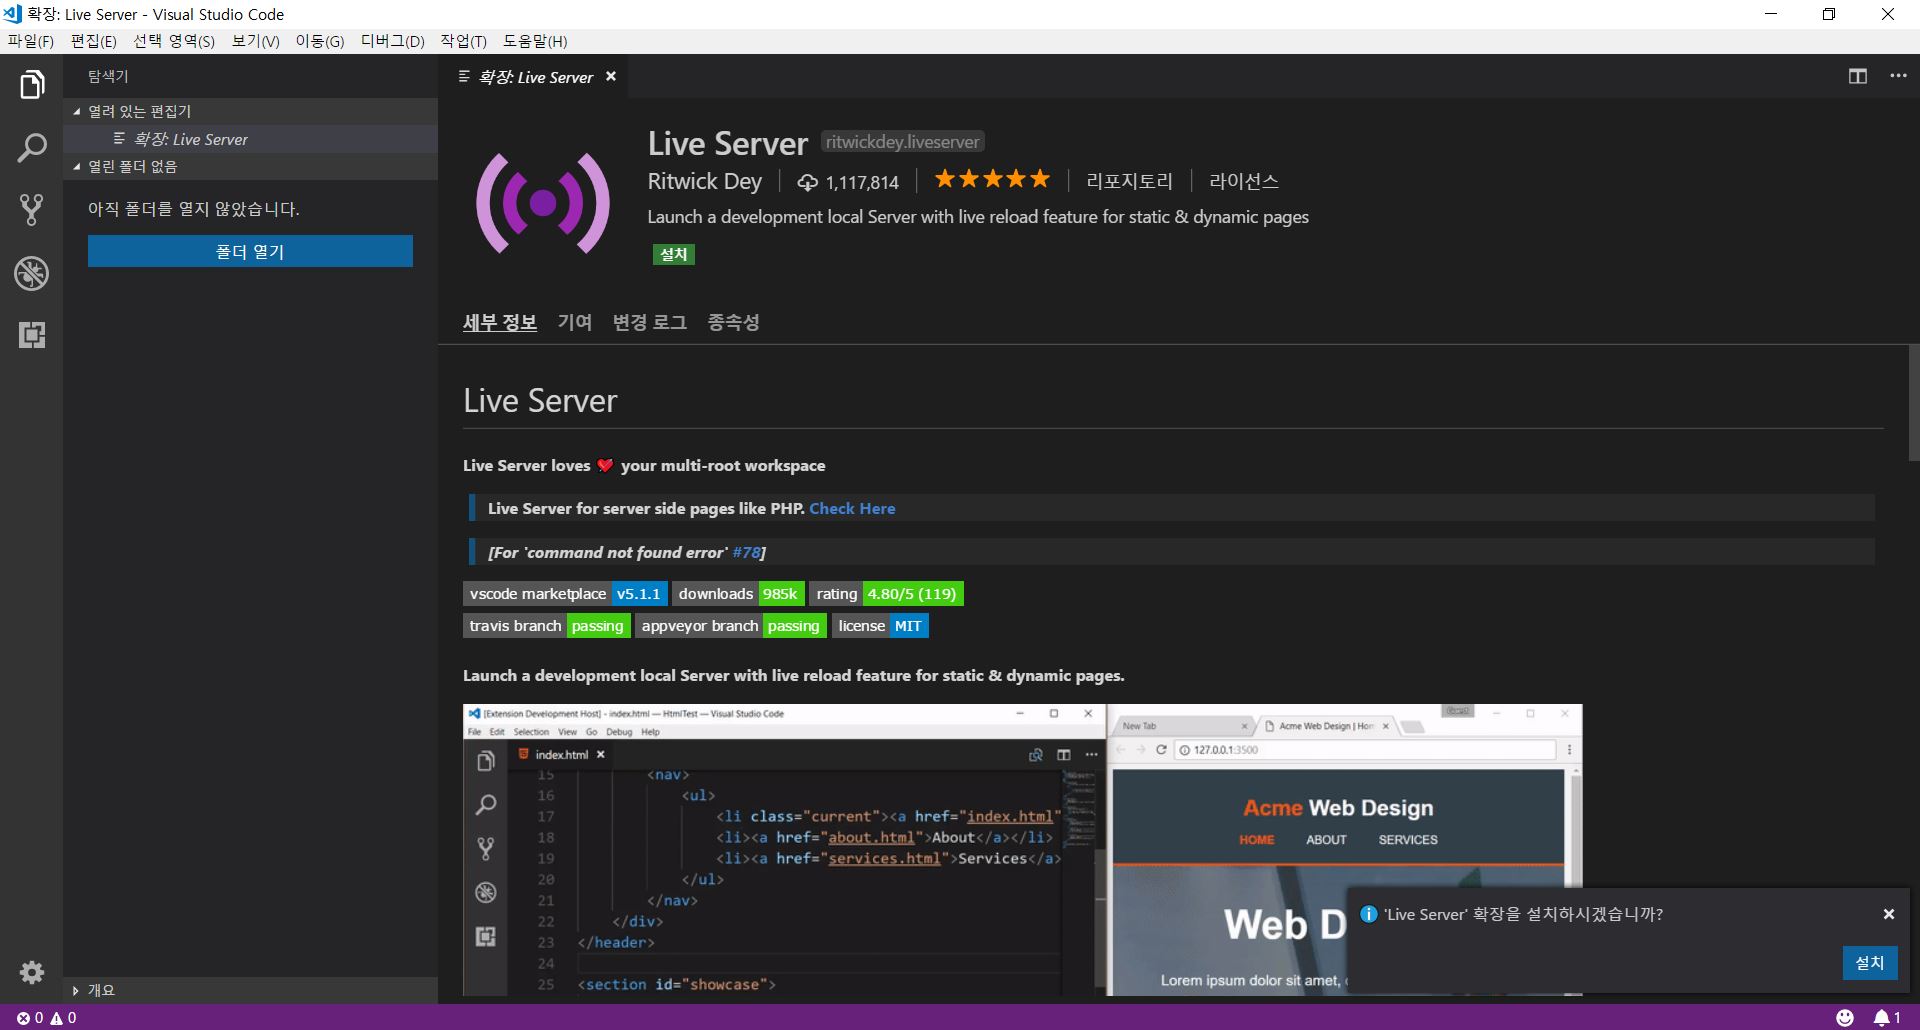 확장: Live Server - Visual Studio Code
파일(F) 편집(E) 선택 영역(S) 보기(V) 이동(G) 디버그(D) 작업(T) 도움말(H)
탐색기
열려 있는 편집기
확장: Live Server
열린 폴더 없음
아직 폴더를 열지 않았습니다.
폴더 열기
개요
확장: Live Server
Live Server ritwickdey.liveserver
Ritwick Dey 1,117,814 리포지토리 라이선스
Launch a development local Server with live reload feature for static & dynamic pages
설치
세부 정보 기여 변경 로그 종속성
Live Server
Live Server loves your multi-root workspace
Live Server for server side pages like PHP. Check Here
[For 'command not found error' #78]
vscode marketplace v5.1.1 downloads 985k rating 4.80/5 (119)
travis branch passing appveyor branch passing license MIT
Launch a development local Server with live reload feature for static & dynamic pages.
[Extension Development Host] - index.html — HtmlTest — Visual Studio Code
File Edit Selection View Go Debug Help
index.html
15 <nav>
16 <ul>
17 <li class="current"><a href="index.html"
18 <li><a href="about.html">About</a></li>
19 <li><a href="services.html">Services</a>
20 </ul>
21 </nav>
22 </div>
23 </header>
24
25 <section id="showcase">
Guest
New Tab Acme Web Design | Hom
127.0.0.1:3500
Acme Web Design
HOME ABOUT SERVICES
Web D
Lorem ipsum dolor sit amet,
'Live Server' 확장을 설치하시겠습니까?
설치
0 0 1